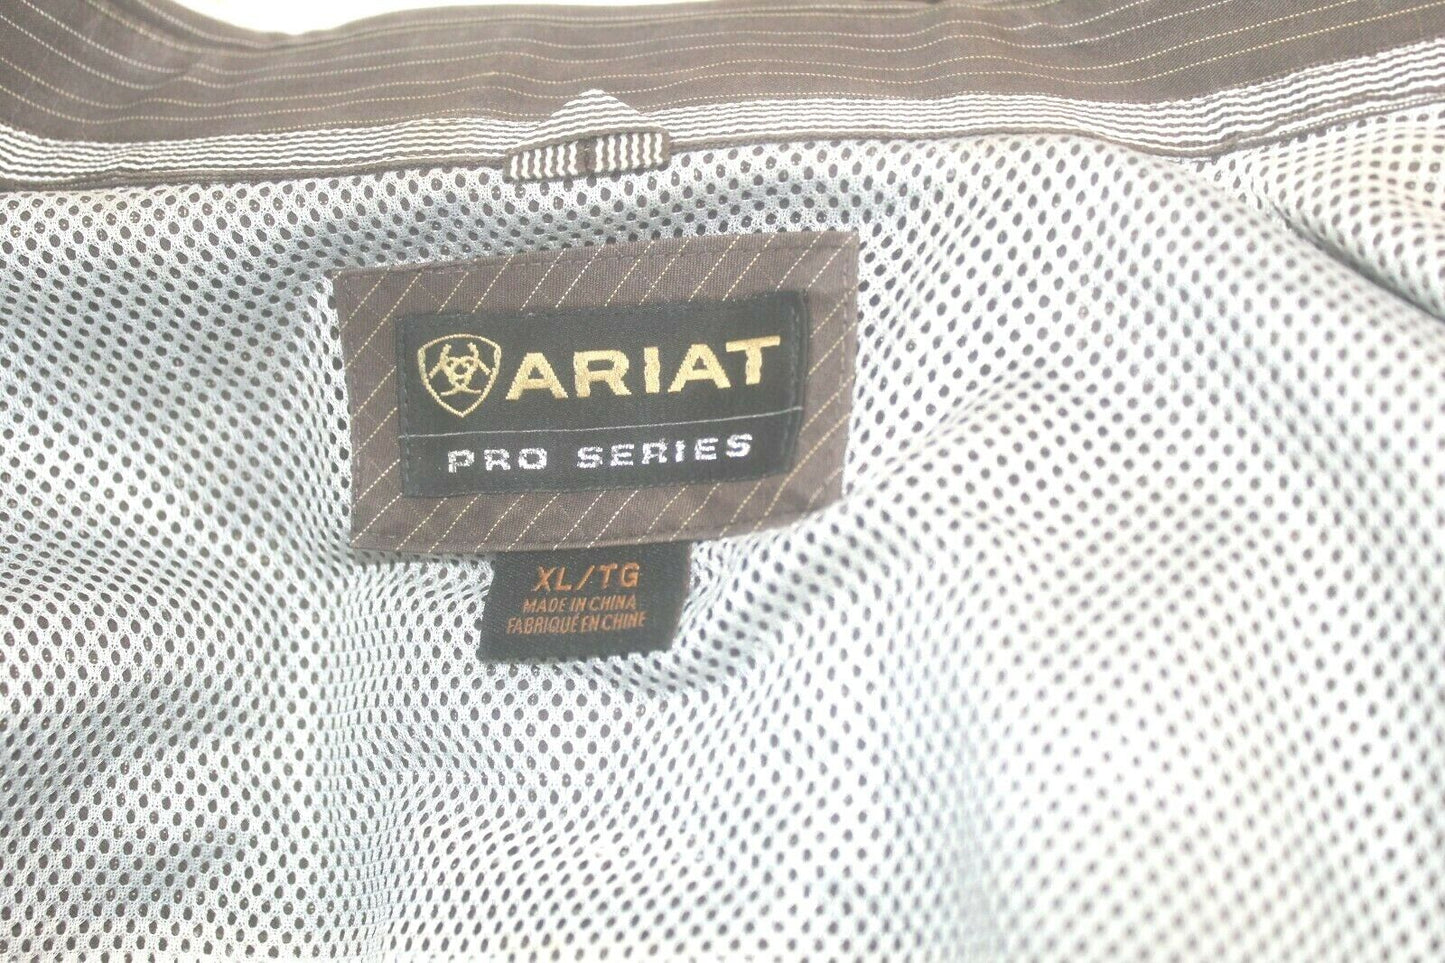 ARIAT
PRO SERIES
XL/TG
MADE IN CHINA
FABRIQUÉ EN CHINE